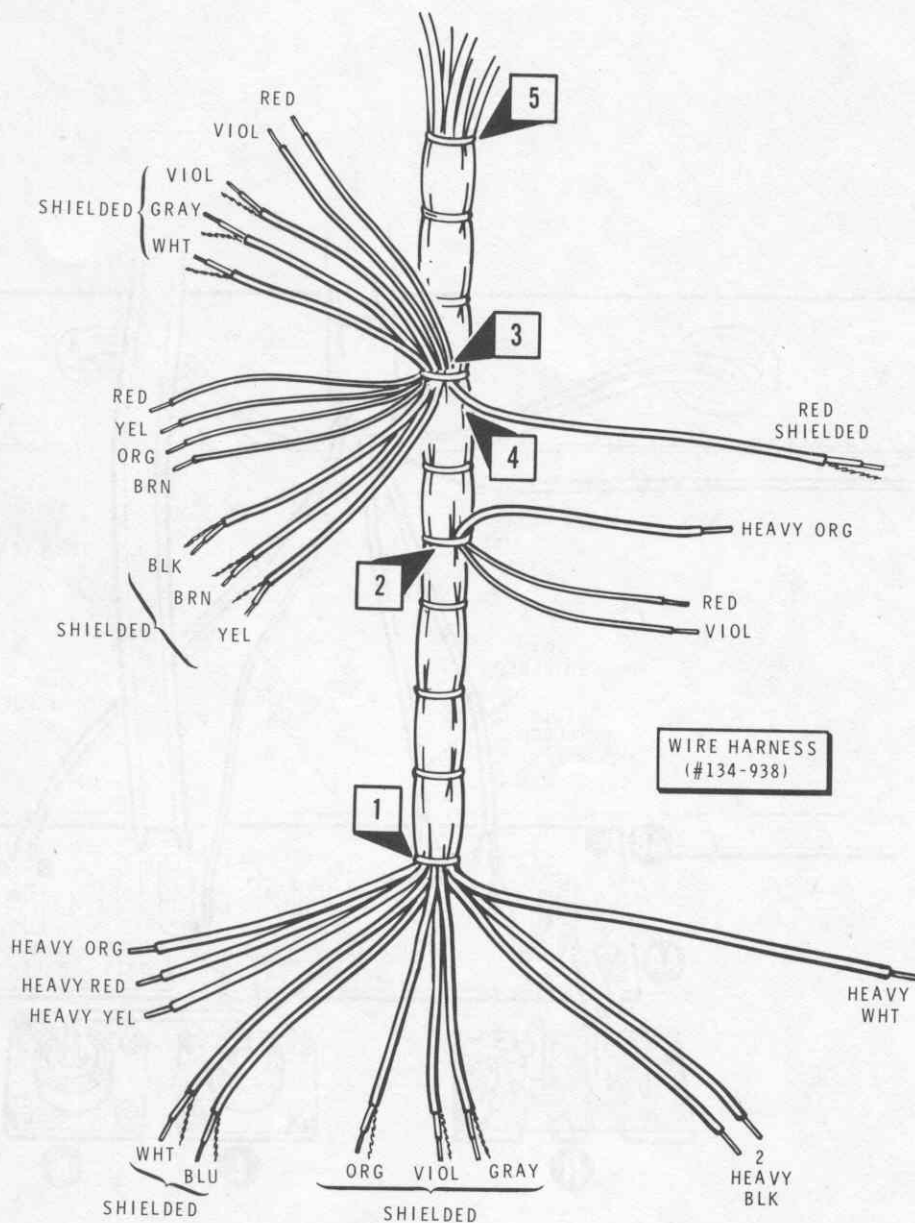 5
RED
VIOL
VIOL
SHIELDED
GRAY
WHT
3
RED
YEL
ORG
BRN
RED
SHIELDED
4
HEAVY ORG
BLK
BRN
YEL
SHIELDED
2
RED
VIOL
WIRE HARNESS
(#134-938)
1
HEAVY ORG
HEAVY RED
HEAVY YEL
HEAVY
WHT
WHT
BLU
SHIELDED
ORG
VIOL
GRAY
SHIELDED
2
HEAVY
BLK